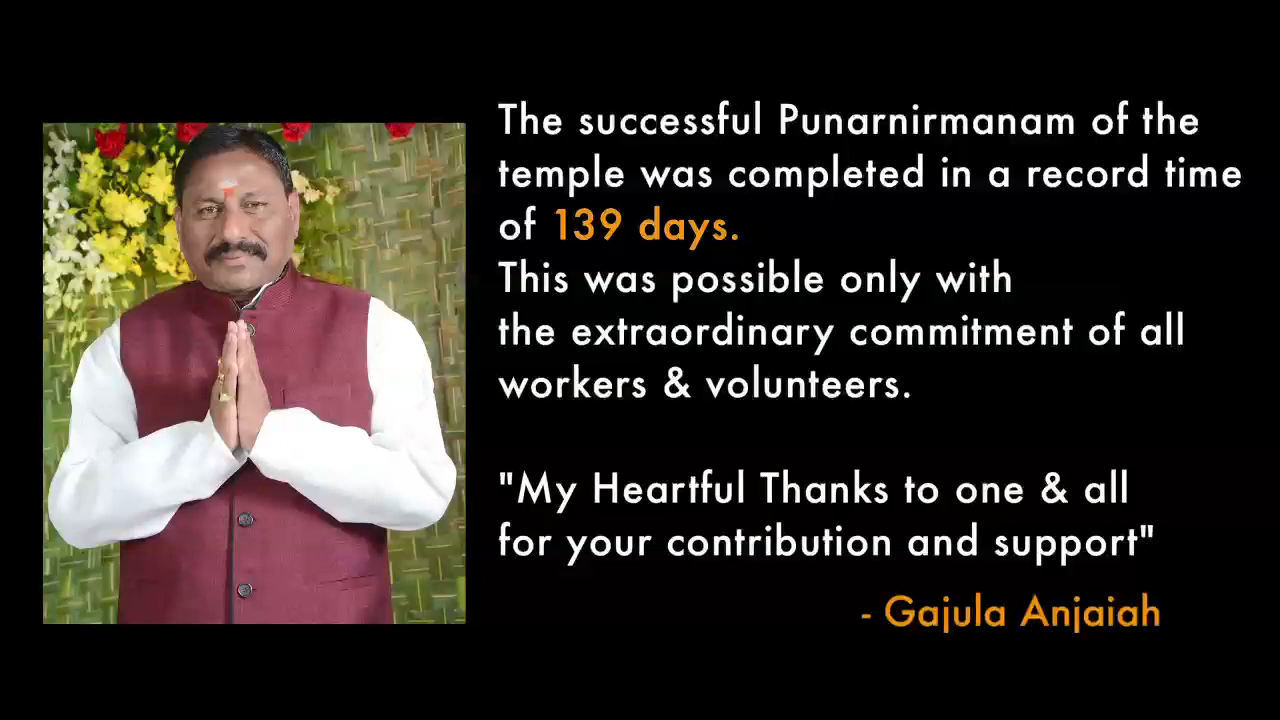 The successful Punarnirmanam of the
temple was completed in a record time
of 139 days.
This was possible only with
the extraordinary commitment of all
workers & volunteers.
"My Heartful Thanks to one & all
for your contribution and support"
- Gajula Anjaiah